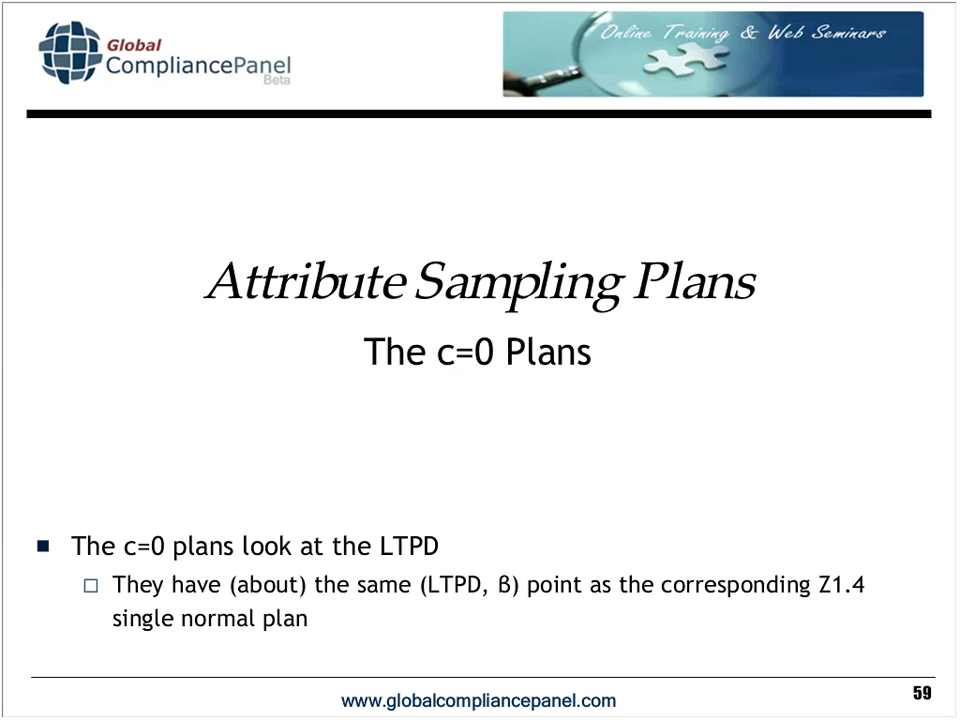 Global
CompliancePanel
Beta
Online Training & Web Seminars
Attribute Sampling Plans
The c=0 Plans
The c=0 plans look at the LTPD
They have (about) the same (LTPD, ß) point as the corresponding Z1.4
single normal plan
www.globalcompliancepanel.com
59